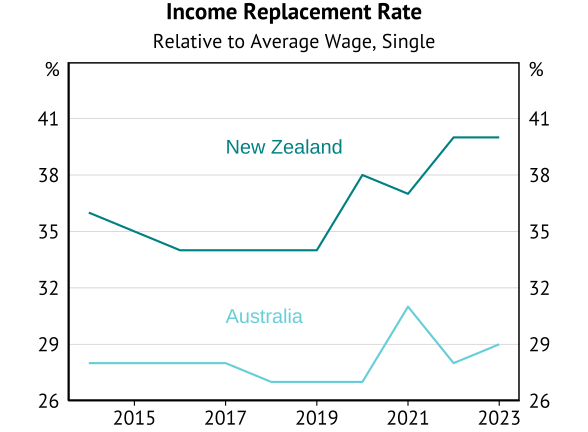 Income Replacement Rate
Relative to Average Wage, Single
% %
41 41
New Zealand
38 38
35 35
32 32
Australia
29 29
26 26
2015 2017 2019 2021 2023